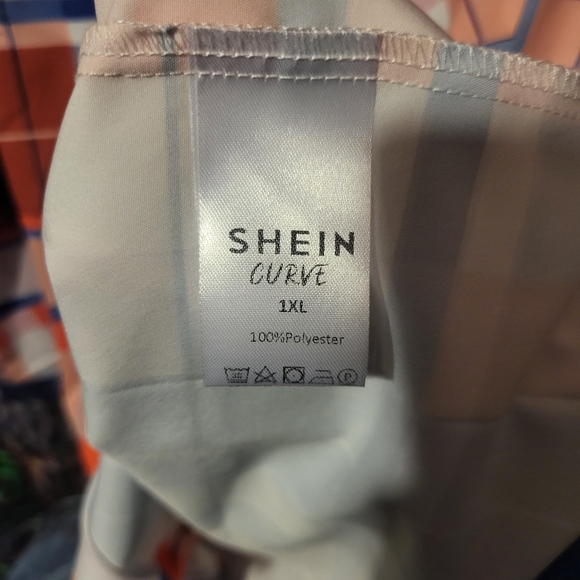 SHEIN
CURVE
1XL
100%Polyester
P